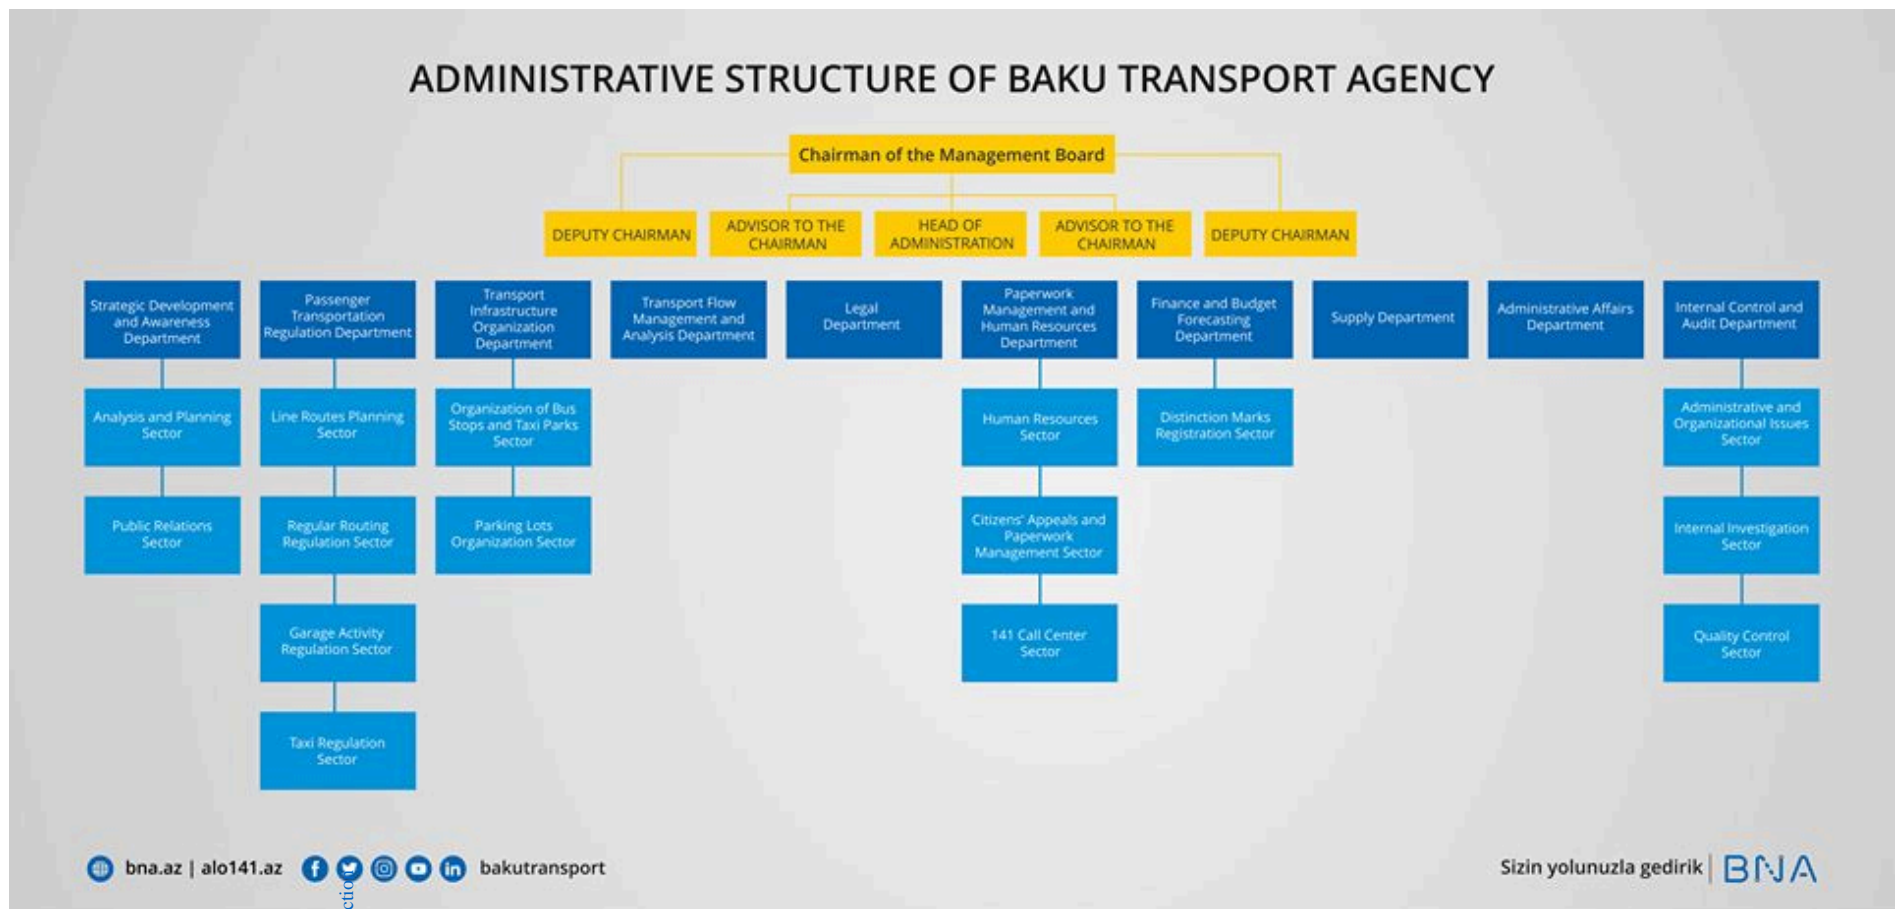 ADMINISTRATIVE STRUCTURE OF BAKU TRANSPORT AGENCY
Chairman of the Management Board
DEPUTY CHAIRMAN
ADVISOR TO THE
CHAIRMAN
HEAD OF
ADMINISTRATION
ADVISOR TO THE
CHAIRMAN
DEPUTY CHAIRMAN
Strategic Development
and Awareness
Department
Passenger
Transportation
Regulation Department
Transport
Infrastructure
Organization
Department
Transport Flow
Management and
Analysis Department
Legal
Department
Paperwork
Management and
Human Resources
Department
Finance and Budget
Forecasting
Department
Supply Department
Administrative Affairs
Department
Internal Control and
Audit Department
Analysis and Planning
Sector
Line Routes Planning
Sector
Organization of Bus
Stops and Taxi Parks
Sector
Human Resources
Sector
Distinction Marks
Registration Sector
Administrative and
Organizational Issues
Sector
Public Relations
Sector
Regular Routing
Regulation Sector
Parking Lots
Organization Sector
Citizens' Appeals and
Paperwork
Management Sector
Internal Investigation
Sector
Garage Activity
Regulation Sector
141 Call Center
Sector
Quality Control
Sector
Taxi Regulation
Sector
bna.az | alo141.az
bakutransport
Sizin yolunuzla gedirik
BNA